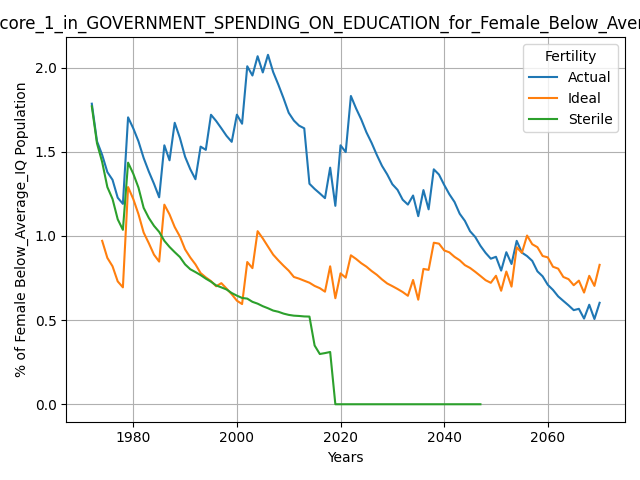 core_1_in_GOVERNMENT_SPENDING_ON_EDUCATION_for_Female_Below_Aver
Fertility
Actual
Ideal
Sterile
% of Female Below_Average_IQ Population
2.0
1.5
1.0
0.5
0.0
1980 2000 2020 2040 2060
Years